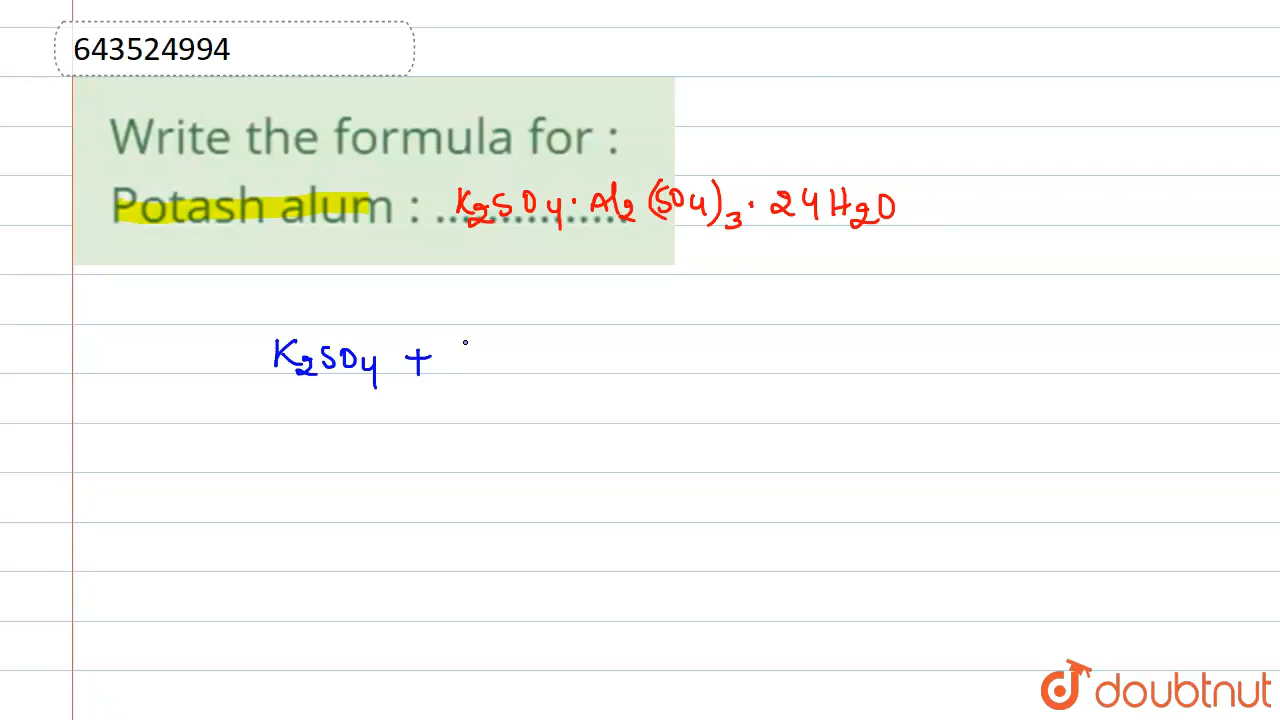 643524994
Write the formula for :
Potash alum : ............... K₂SO₄ · Al₂(SO₄)₃ · 24H₂O
K₂SO₄ +
doubtnut